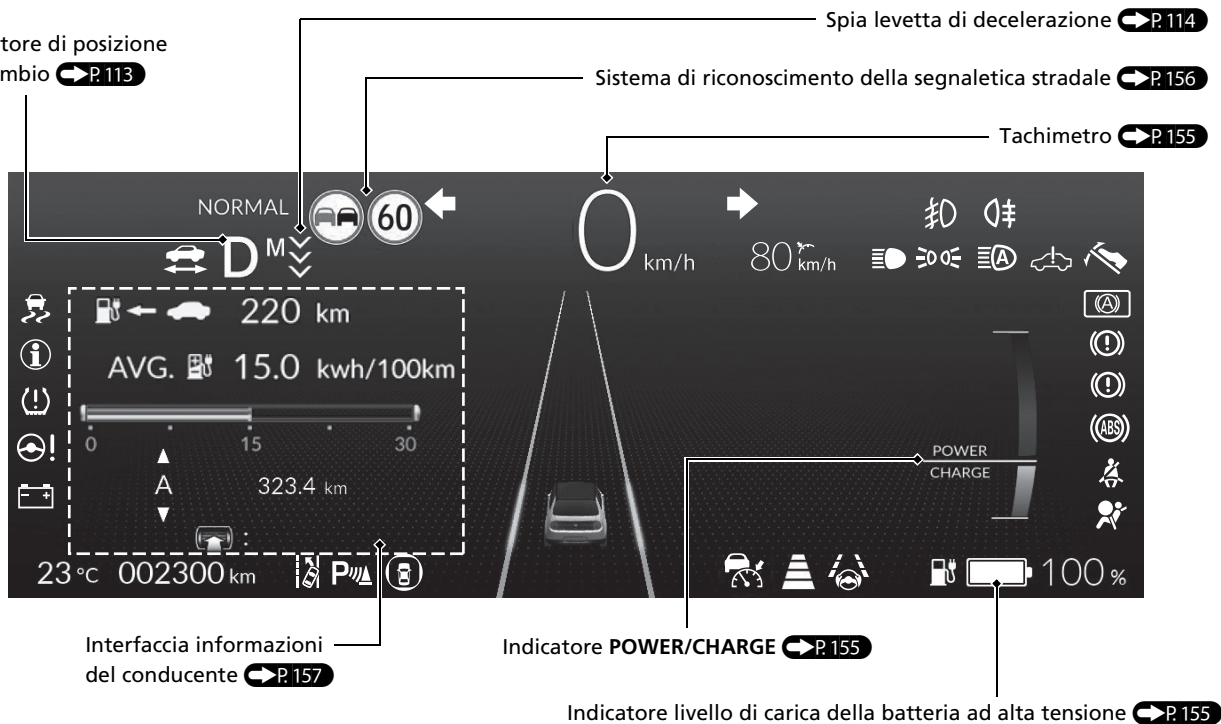 Spia levetta di decelerazione P. 114
tore di posizione
mbio P. 113
Sistema di riconoscimento della segnaletica stradale P. 156
Tachimetro P. 155
NORMAL
60
0 km/h
D M
80 km/h
A
A
220 km
AVG. 15.0 kwh/100km
0 15 30
ABS
POWER
CHARGE
A
323.4 km
:
23 °C 002300 km
P
100 %
Interfaccia informazioni
del conducente P. 157
Indicatore POWER/CHARGE P. 155
Indicatore livello di carica della batteria ad alta tensione P. 155